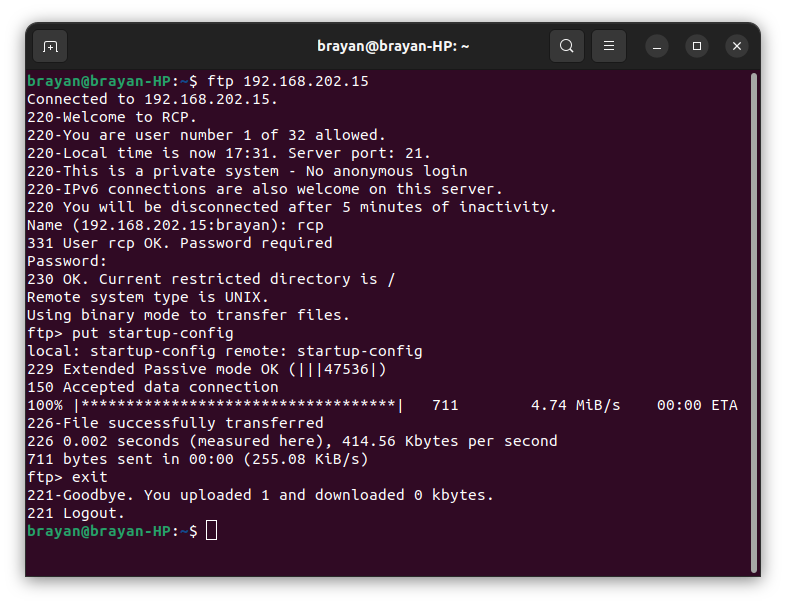 brayan@brayan-HP: ~
brayan@brayan-HP:~$ ftp 192.168.202.15
Connected to 192.168.202.15.
220-Welcome to RCP.
220-You are user number 1 of 32 allowed.
220-Local time is now 17:31. Server port: 21.
220-This is a private system - No anonymous login
220-IPv6 connections are also welcome on this server.
220 You will be disconnected after 5 minutes of inactivity.
Name (192.168.202.15:brayan): rcp
331 User rcp OK. Password required
Password:
230 OK. Current restricted directory is /
Remote system type is UNIX.
Using binary mode to transfer files.
ftp> put startup-config
local: startup-config remote: startup-config
229 Extended Passive mode OK (|||47536|)
150 Accepted data connection
100% |***********************************|   711        4.74 MiB/s    00:00 ETA
226-File successfully transferred
226 0.002 seconds (measured here), 414.56 Kbytes per second
711 bytes sent in 00:00 (255.08 KiB/s)
ftp> exit
221-Goodbye. You uploaded 1 and downloaded 0 kbytes.
221 Logout.
brayan@brayan-HP:~$